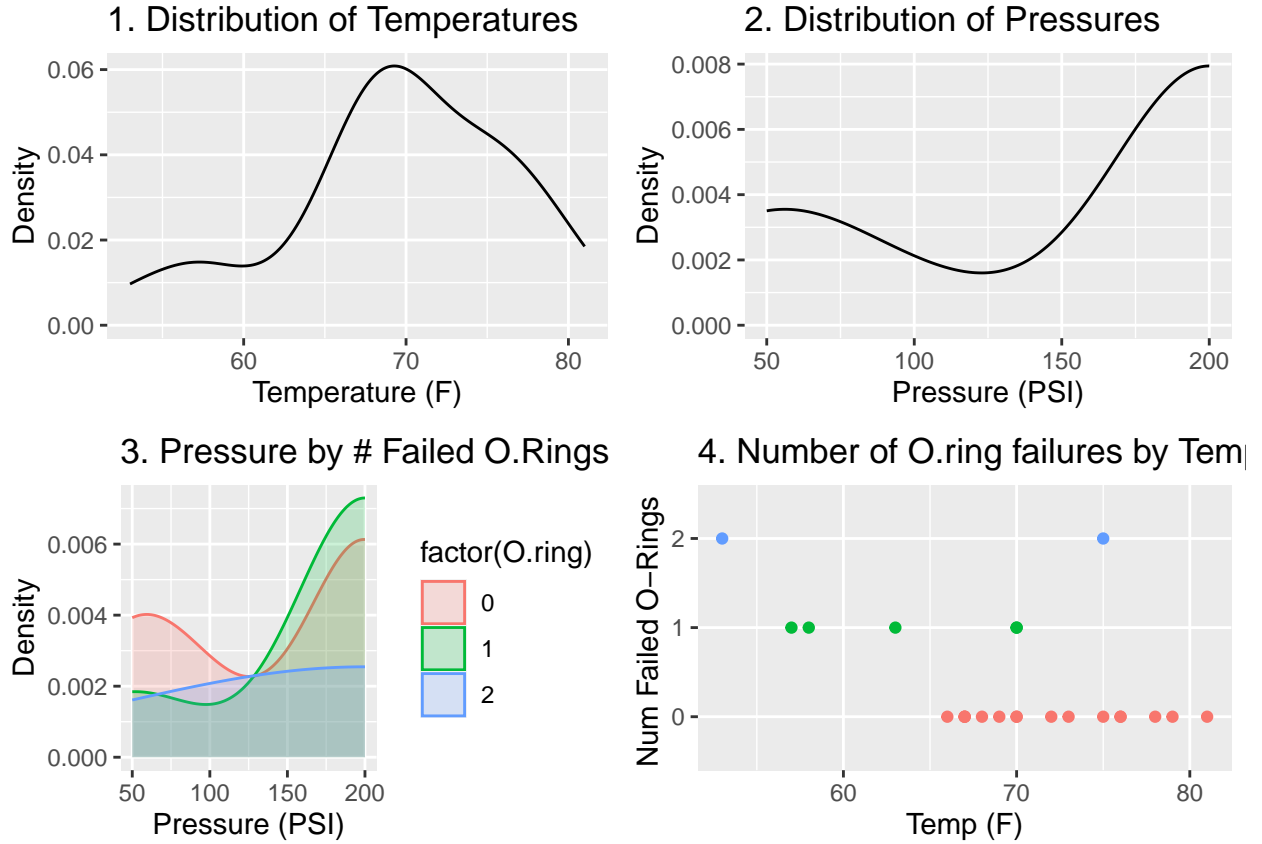 1. Distribution of Temperatures
Density
0.06
0.04
0.02
0.00
60 70 80
Temperature (F)
2. Distribution of Pressures
Density
0.008
0.006
0.004
0.002
0.000
50 100 150 200
Pressure (PSI)
3. Pressure by # Failed O.Rings
Density
0.006
0.004
0.002
0.000
50 100 150 200
Pressure (PSI)
factor(O.ring)
0
1
2
4. Number of O.ring failures by Tem
Num Failed O−Rings
2
1
0
60 70 80
Temp (F)